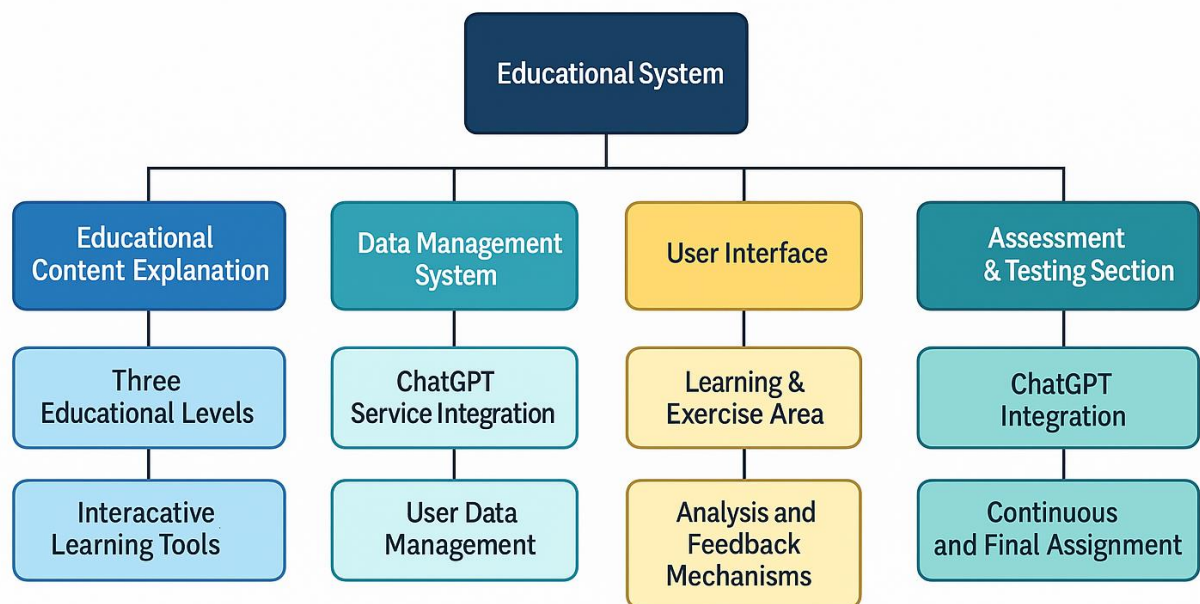 Educational System
Educational
Content Explanation
Data Management
System
User Interface
Assessment
& Testing Section
Three
Educational Levels
ChatGPT
Service Integration
Learning &
Exercise Area
ChatGPT
Integration
Interacative
Learning Tools
User Data
Management
Analysis and
Feedback
Mechanisms
Continuous
and Final Assignment